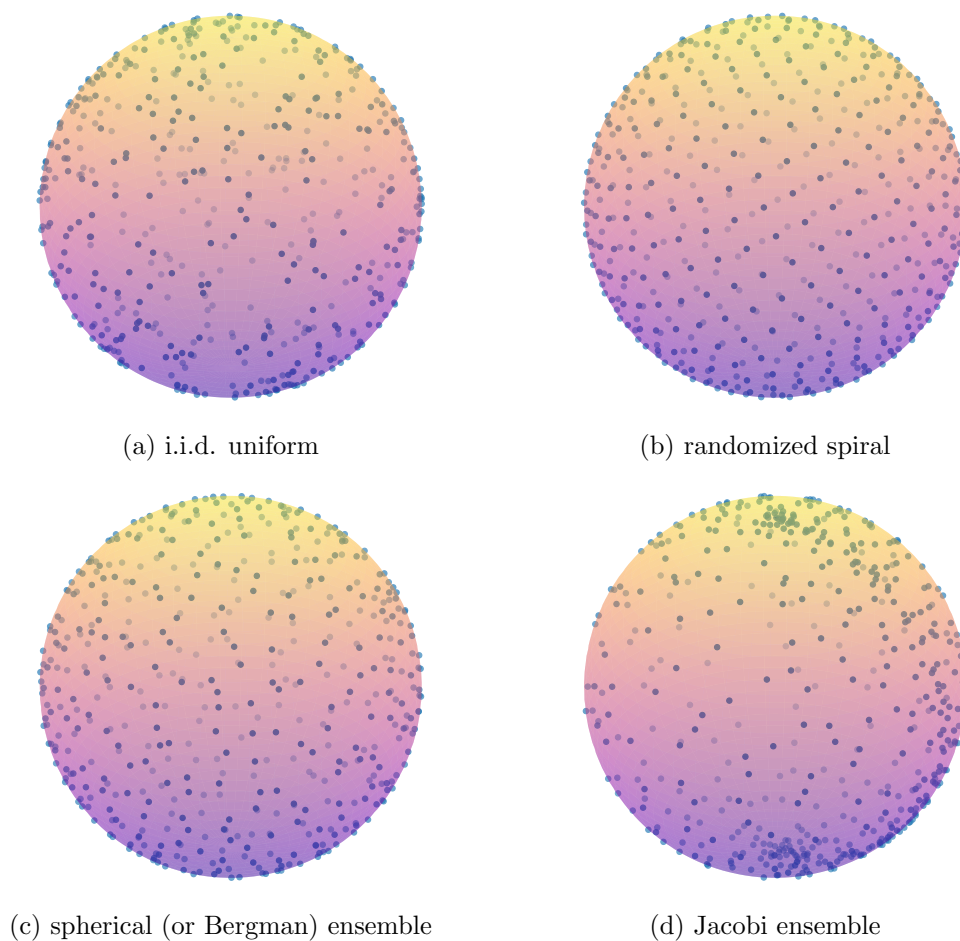 (a) i.i.d. uniform
(b) randomized spiral
(c) spherical (or Bergman) ensemble
(d) Jacobi ensemble